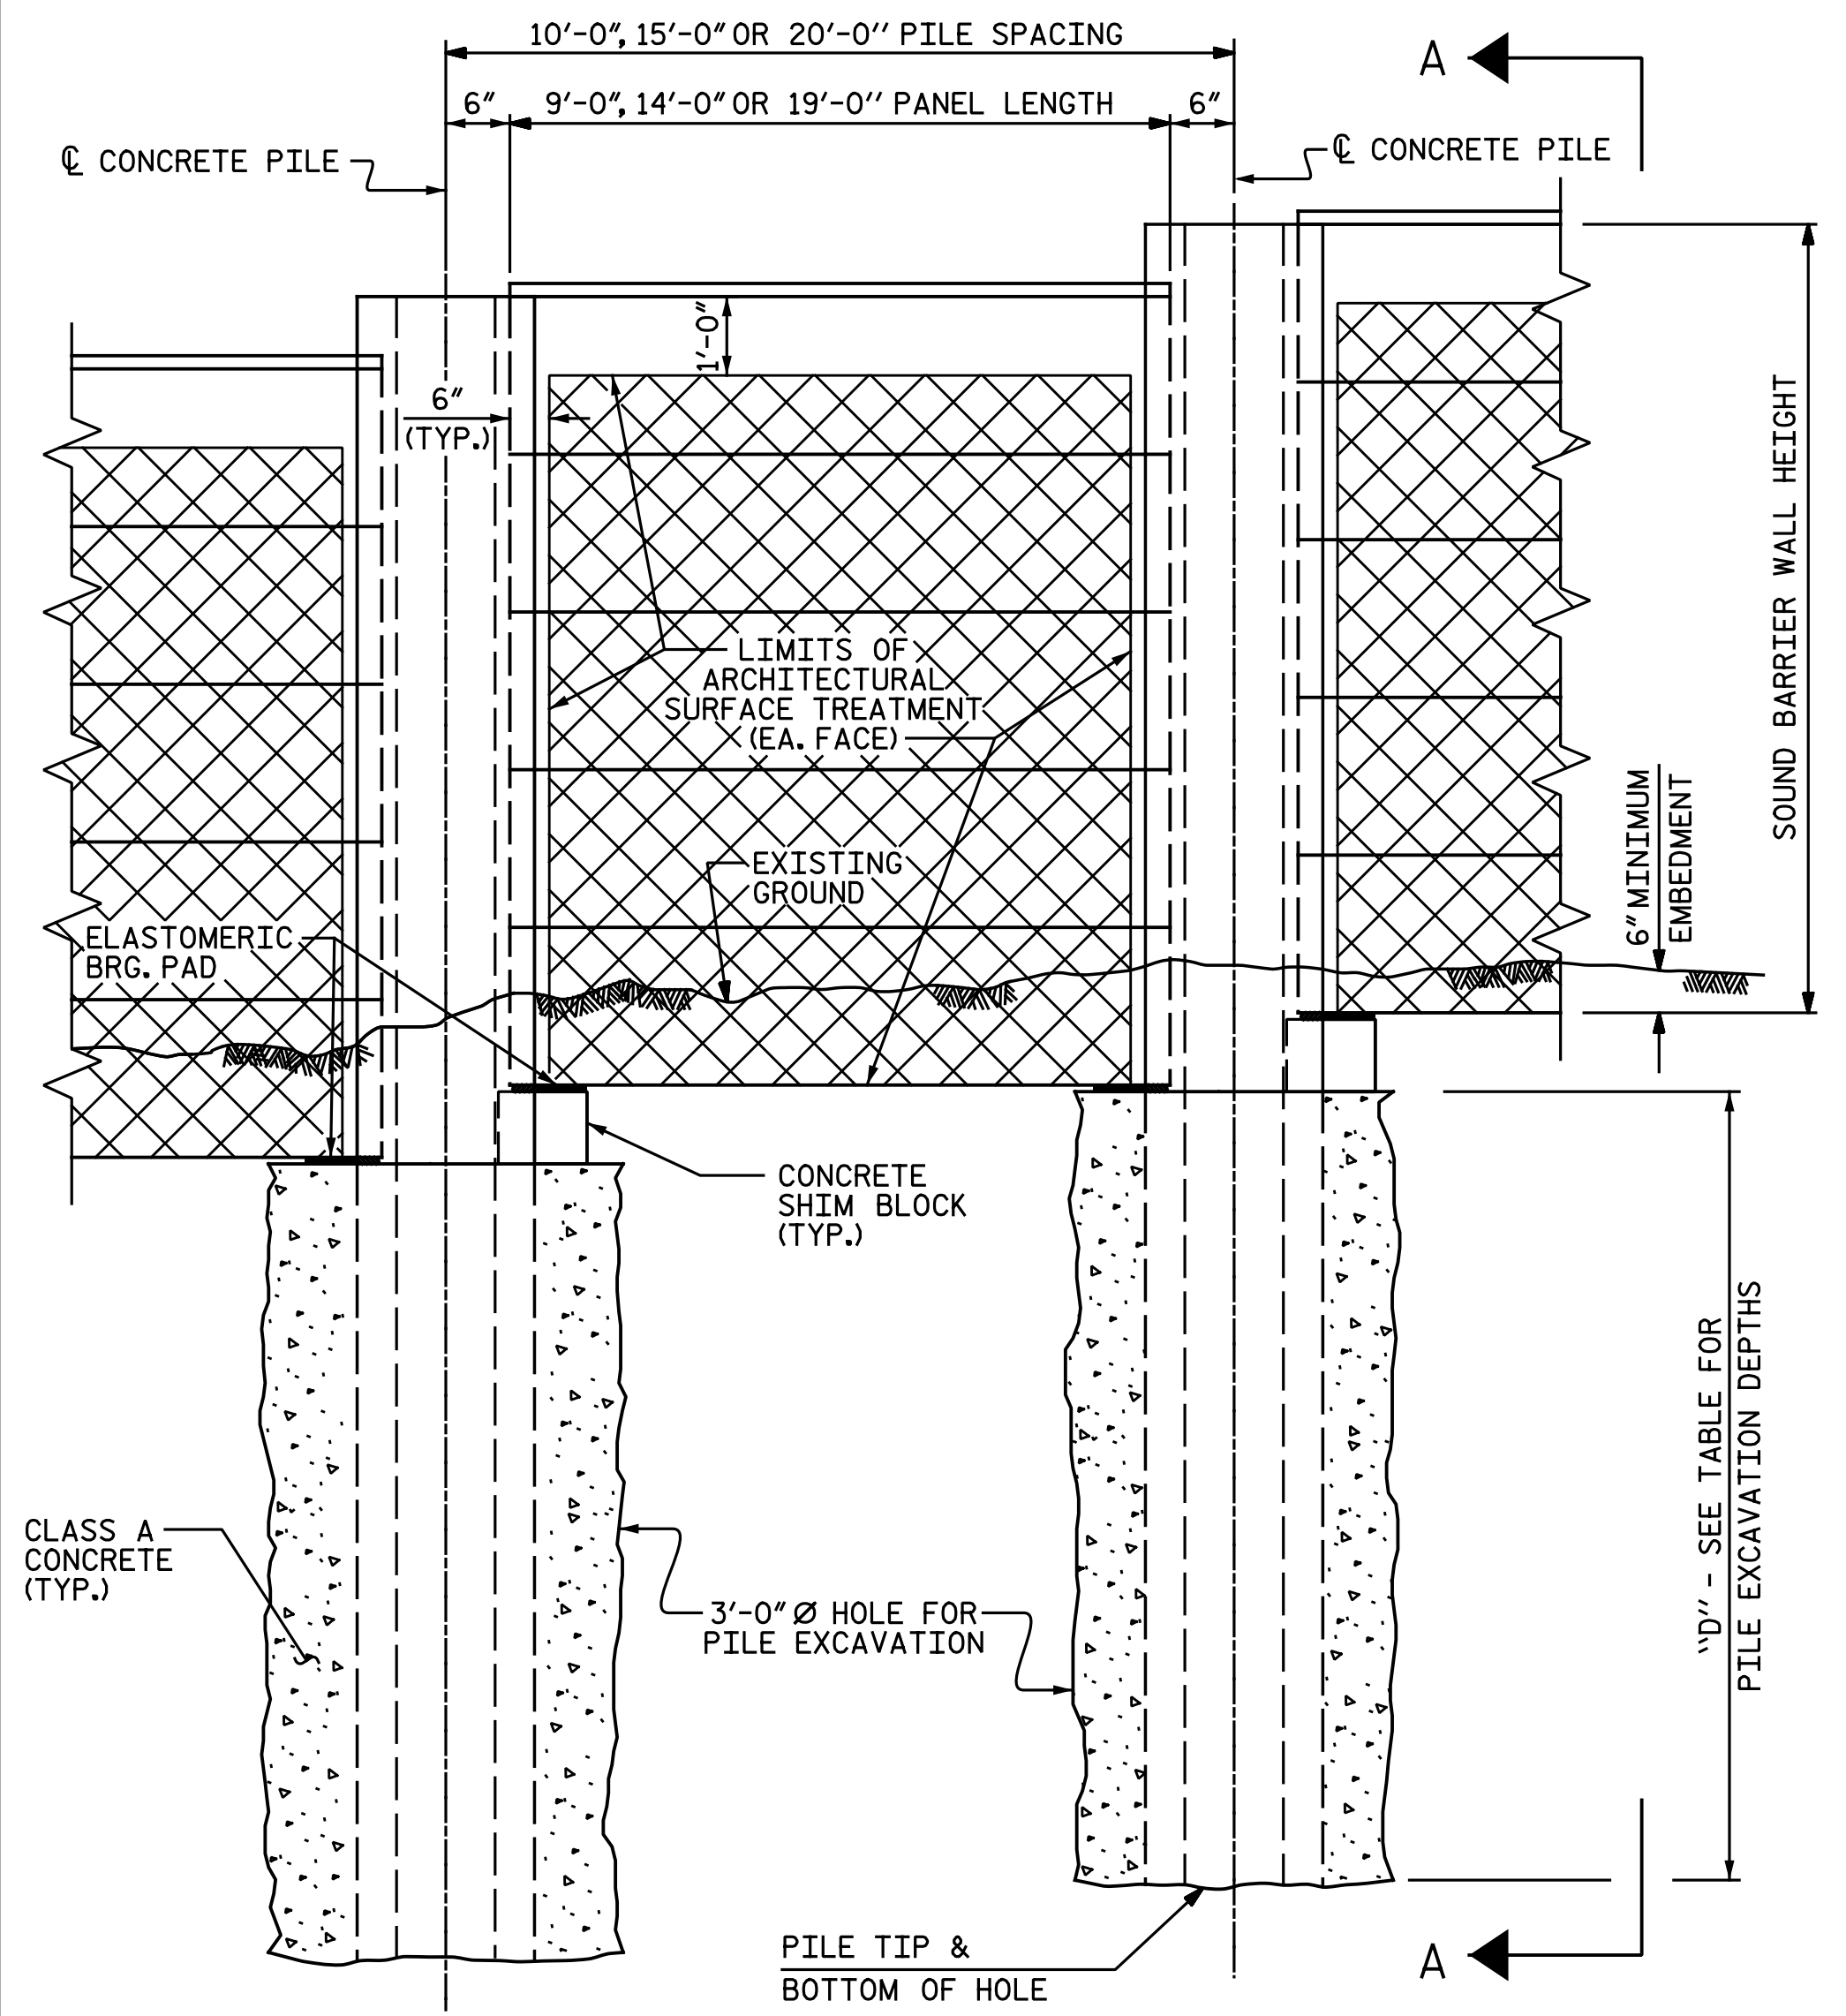 10'-0", 15'-0" OR 20'-0" PILE SPACING
A
6"
9'-0", 14'-0" OR 19'-0" PANEL LENGTH
6"
℄ CONCRETE PILE
℄ CONCRETE PILE
1'-0"
6"
(TYP.)
SOUND BARRIER WALL HEIGHT
LIMITS OF
ARCHITECTURAL
SURFACE TREATMENT
(EA. FACE)
6" MINIMUM
EMBEDMENT
EXISTING
GROUND
ELASTOMERIC
BRG. PAD
CONCRETE
SHIM BLOCK
(TYP.)
"D" - SEE TABLE FOR
PILE EXCAVATION DEPTHS
CLASS A
CONCRETE
(TYP.)
3'-0" Ø HOLE FOR
PILE EXCAVATION
PILE TIP &
BOTTOM OF HOLE
A